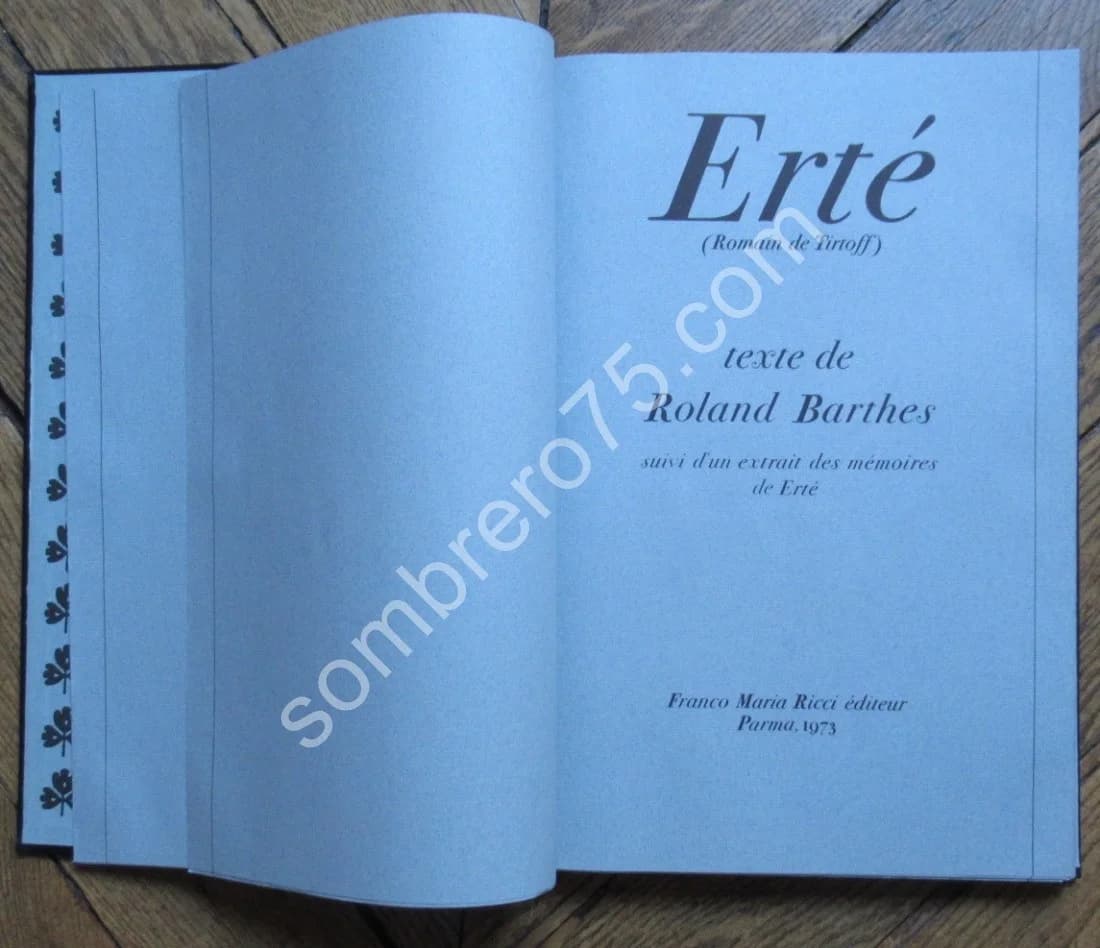 Erté
(Romain de Tirtoff)
texte de
Roland Barthes
suivi d'un extrait des mémoires
de Erté
Franco Maria Ricci éditeur
Parma, 1973
sombrero75.com